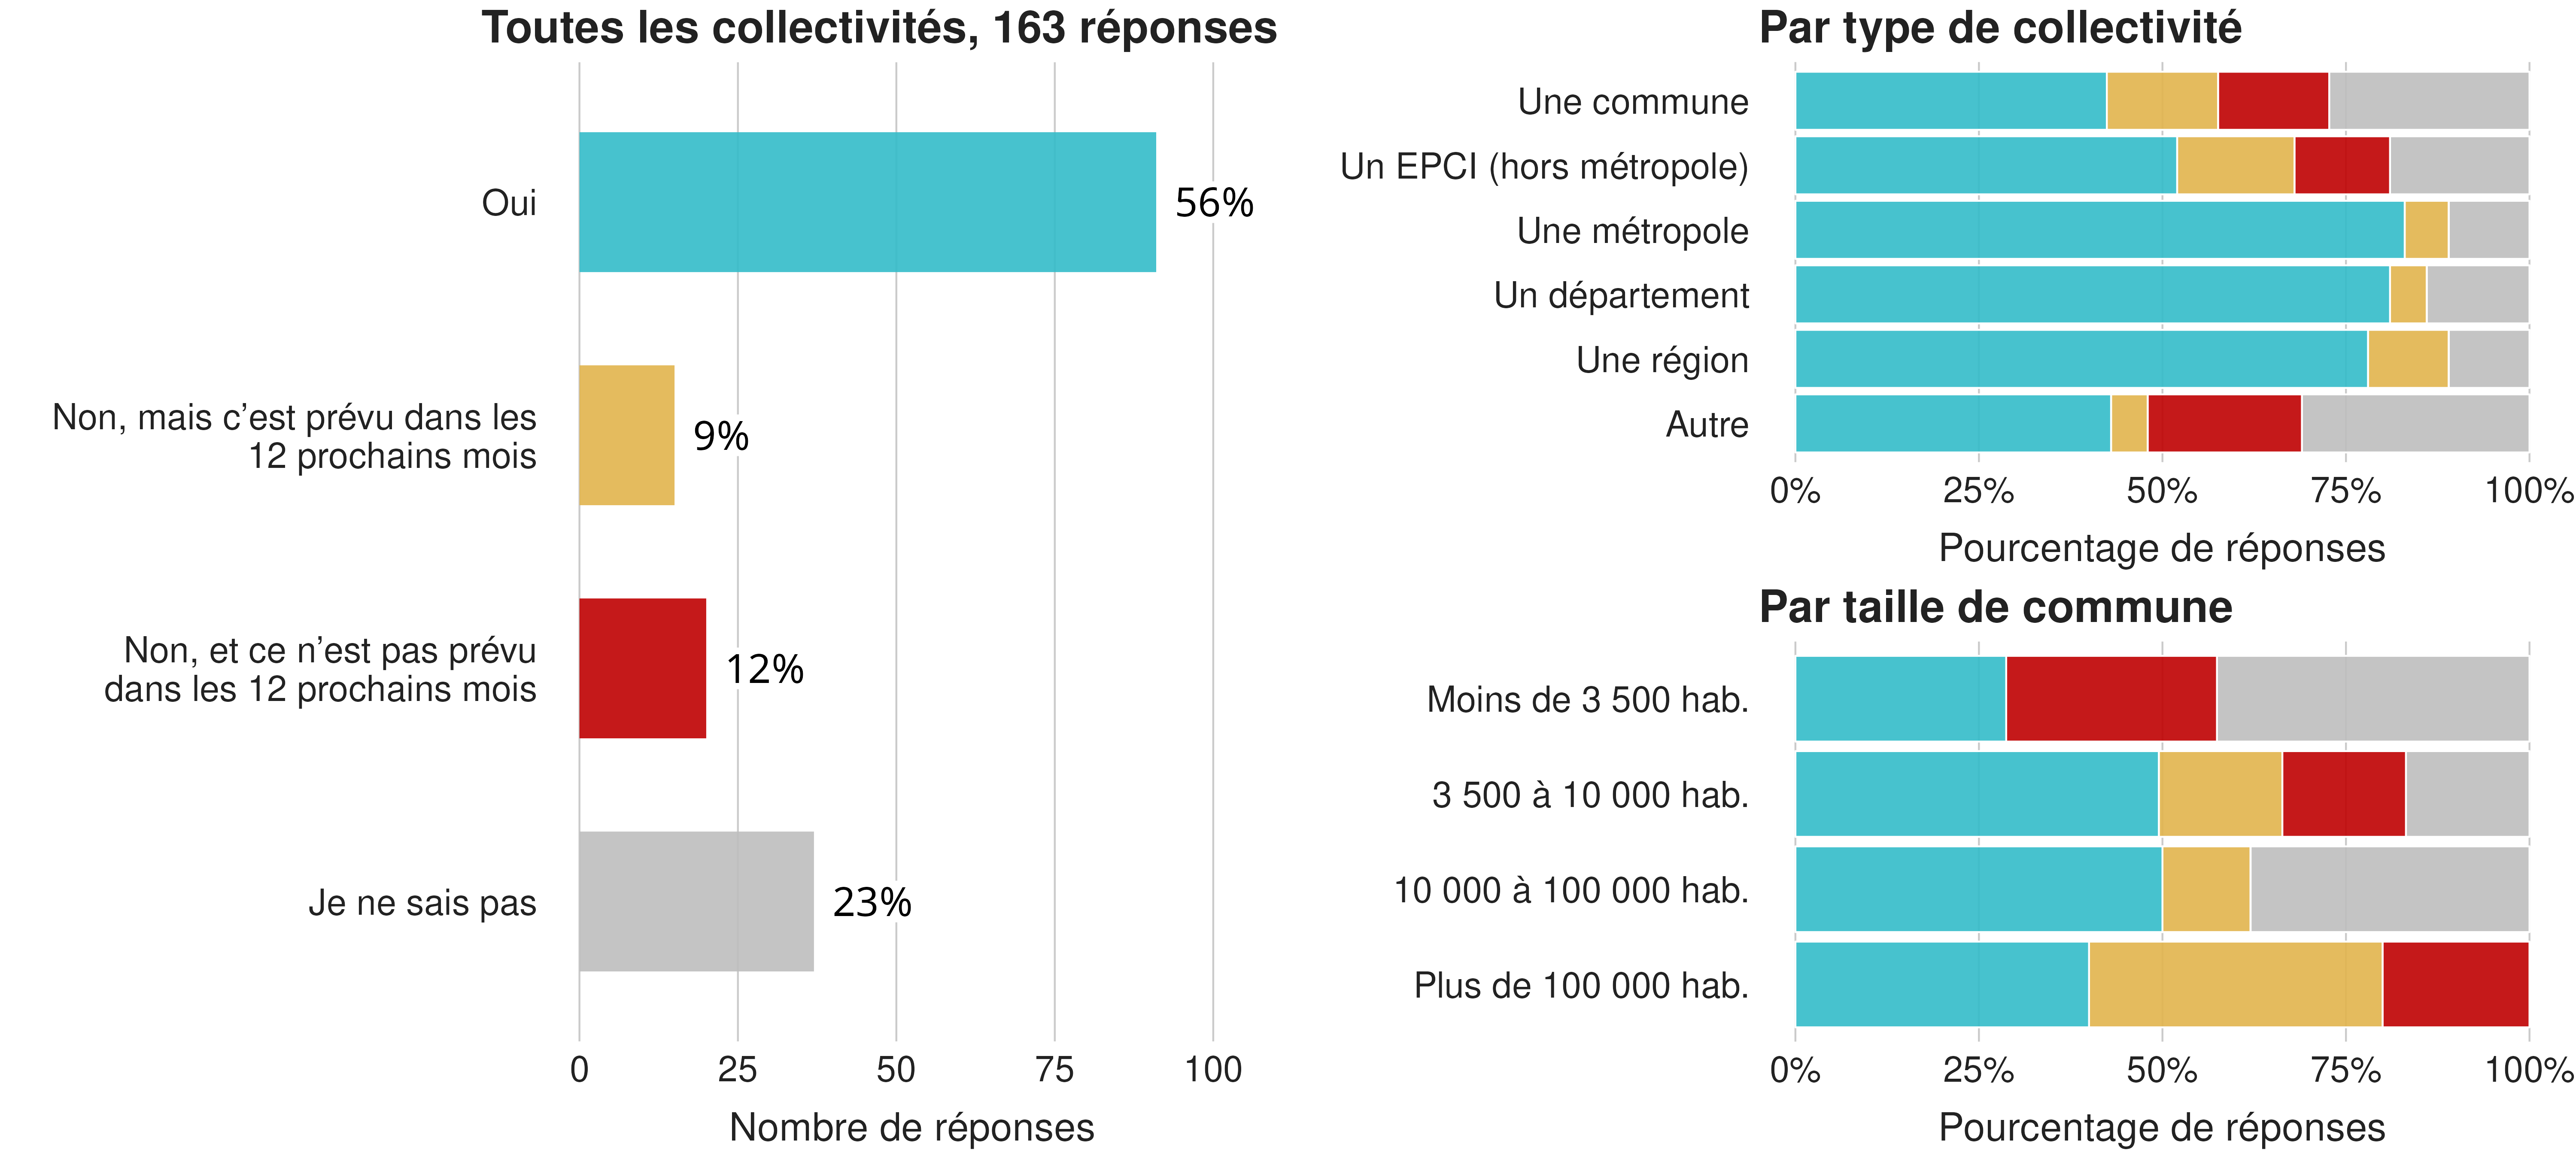 Toutes les collectivités, 163 réponses
Oui
56%
Non, mais c’est prévu dans les
12 prochains mois
9%
Non, et ce n’est pas prévu
dans les 12 prochains mois
12%
Je ne sais pas
23%
0 25 50 75 100
Nombre de réponses
Par type de collectivité
Une commune
Un EPCI (hors métropole)
Une métropole
Un département
Une région
Autre
0% 25% 50% 75% 100%
Pourcentage de réponses
Par taille de commune
Moins de 3 500 hab.
3 500 à 10 000 hab.
10 000 à 100 000 hab.
Plus de 100 000 hab.
0% 25% 50% 75% 100%
Pourcentage de réponses